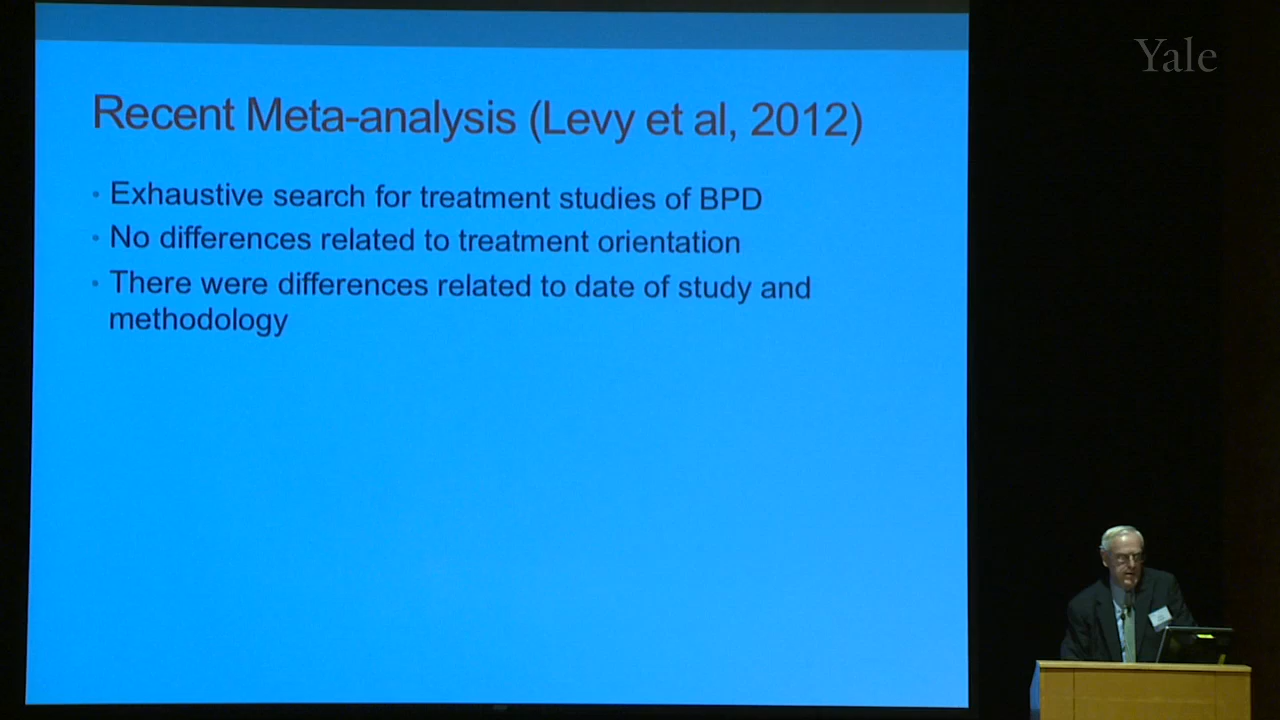 Yale
Recent Meta-analysis (Levy et al, 2012)
• Exhaustive search for treatment studies of BPD
• No differences related to treatment orientation
• There were differences related to date of study and
methodology